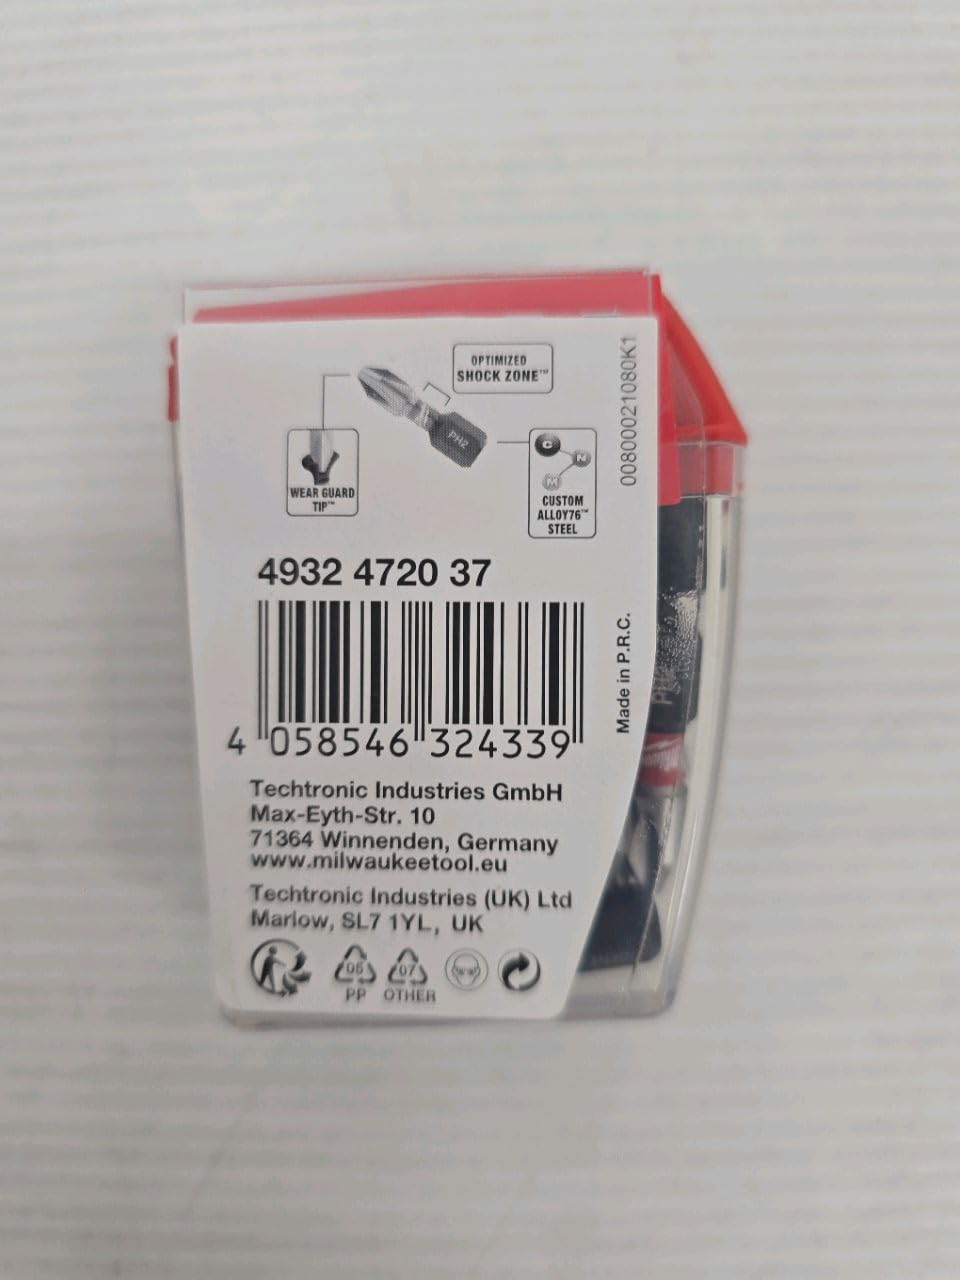 OPTIMIZED
SHOCK ZONE™
PH2
WEAR GUARD
TIP™
C
N
M
CUSTOM
ALLOY76™
STEEL
00800021080K1
4932 4720 37
4 058546 324339
Made in P.R.C.
Techtronic Industries GmbH
Max-Eyth-Str. 10
71364 Winnenden, Germany
www.milwaukeetool.eu
Techtronic Industries (UK) Ltd
Marlow, SL7 1YL, UK
05
PP
07
OTHER